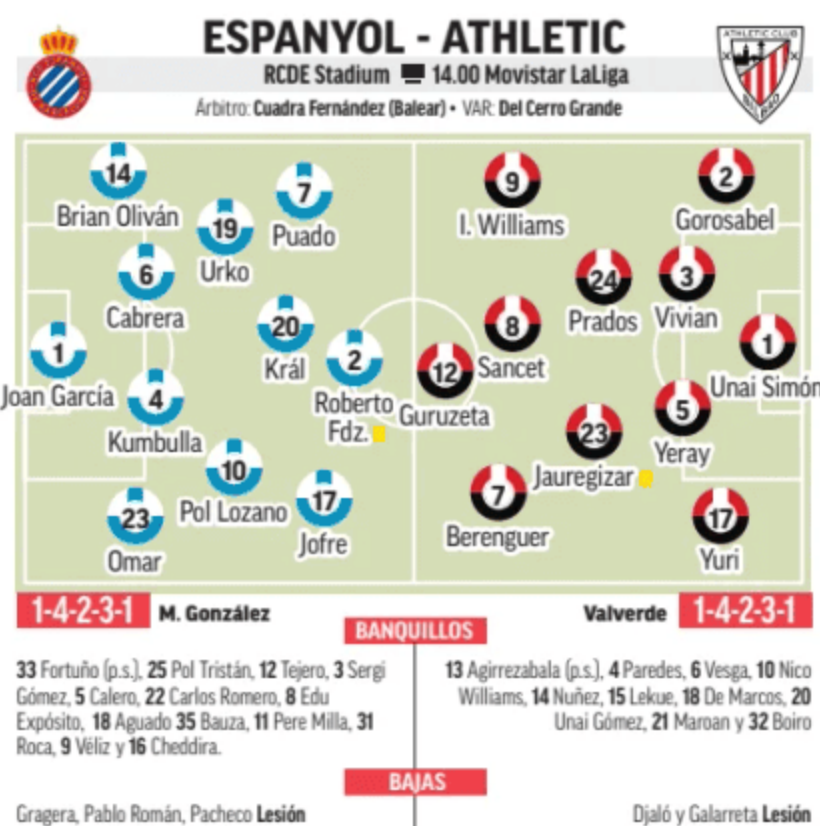 ESPANYOL - ATHLETIC
RCDE Stadium 14.00 Movistar LaLiga
Árbitro: Cuadra Fernández (Balear) • VAR: Del Cerro Grande
ATHLETIC CLUB
BILBAO
14
Brian Oliván
19
Urko
7
Puado
6
Cabrera
1
Joan García
20
Král
2
Roberto
Fdz.
4
Kumbulla
10
Pol Lozano
23
Omar
17
Jofre
9
I. Williams
2
Gorosabel
24
Prados
3
Vivian
8
Sancet
12
Guruzeta
1
Unai Simón
5
Yeray
23
Jauregizar
7
Berenguer
17
Yuri
1-4-2-3-1 M. González
Valverde 1-4-2-3-1
BANQUILLOS
33 Fortuño (p.s.), 25 Pol Tristán, 12 Tejero, 3 Sergi
Gómez, 5 Calero, 22 Carlos Romero, 8 Edu
Expósito, 18 Aguado 35 Bauza, 11 Pere Milla, 31
Roca, 9 Véliz y 16 Cheddira.
13 Agirrezabala (p.s.), 4 Paredes, 6 Vesga, 10 Nico
Williams, 14 Nuñez, 15 Lekue, 18 De Marcos, 20
Unai Gómez, 21 Maroan y 32 Boiro
BAJAS
Gragera, Pablo Román, Pacheco Lesión
Djaló y Galarreta Lesión